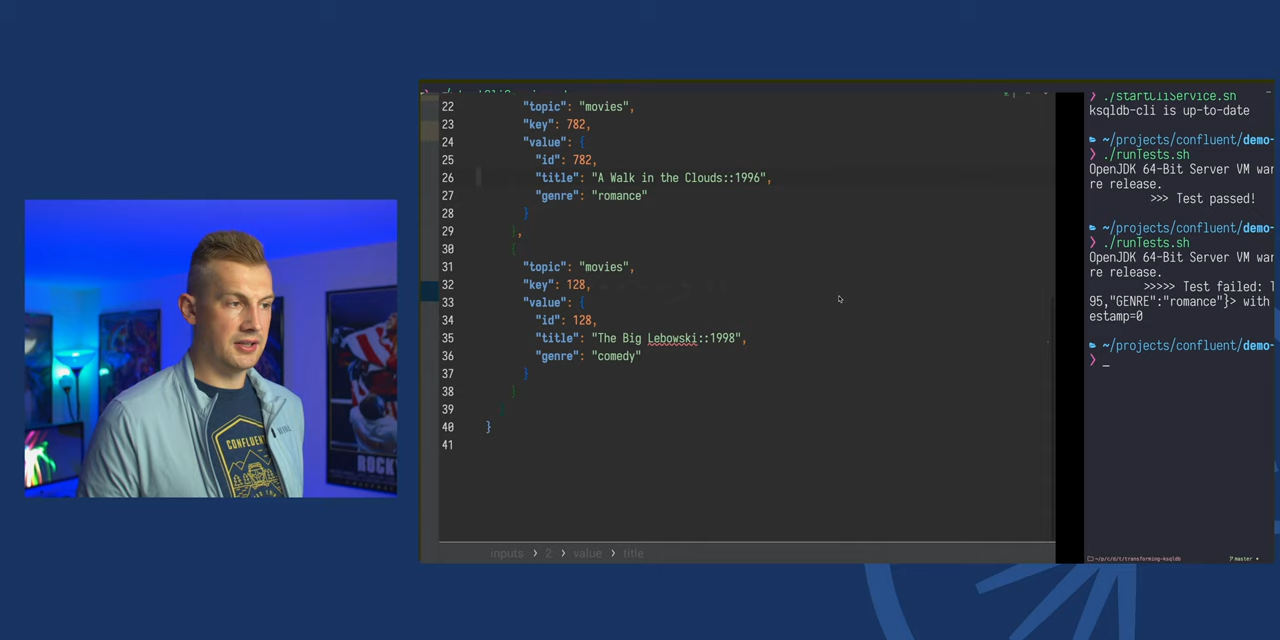 22 "topic": "movies",
23 "key": 782,
24 "value": {
25 "id": 782,
26 "title": "A Walk in the Clouds::1996",
27 "genre": "romance"
28 }
29 },
30 {
31 "topic": "movies",
32 "key": 128,
33 "value": {
34 "id": 128,
35 "title": "The Big Lebowski::1998",
36 "genre": "comedy"
37 }
38 }
39 ]
40 }
41
inputs › 2 › value › title
❯ ./startCliService.sh
ksqldb-cli is up-to-date
~/projects/confluent/demo-
❯ ./runTests.sh
OpenJDK 64-Bit Server VM war
re release.
>>> Test passed!
~/projects/confluent/demo-
❯ ./runTests.sh
OpenJDK 64-Bit Server VM war
re release.
>>>>> Test failed:
95,"GENRE":"romance"}> with
estamp=0
~/projects/confluent/demo-
❯ _
~/p/c/d/t/transforming-ksqldb
master
CONFLUENT
ROCKY